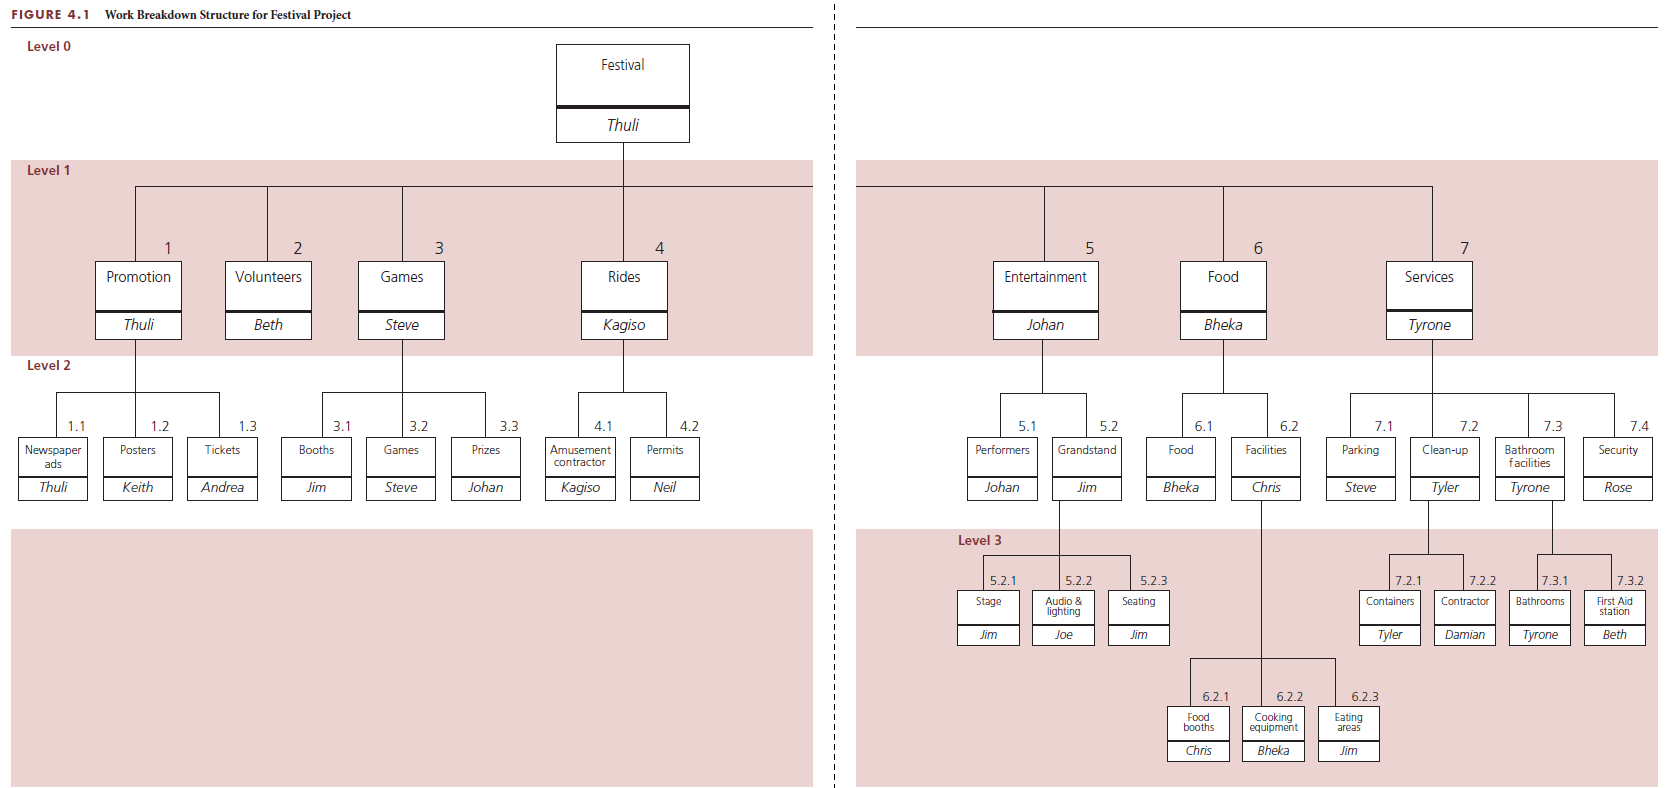 FIGURE 4.1 Work Breakdown Structure for Festival Project
Level 0
Festival
Thuli
Level 1
1
2
3
4
5
6
7
Promotion
Volunteers
Games
Rides
Entertainment
Food
Services
Thuli
Beth
Steve
Kagiso
Johan
Bheka
Tyrone
Level 2
1.1
1.2
1.3
3.1
3.2
3.3
4.1
4.2
5.1
5.2
6.1
6.2
7.1
7.2
7.3
7.4
Newspaper
ads
Posters
Tickets
Booths
Games
Prizes
Amusement
contractor
Permits
Performers
Grandstand
Food
Facilities
Parking
Clean-up
Bathroom
facilities
Security
Thuli
Keith
Andrea
Jim
Steve
Johan
Kagiso
Neil
Johan
Jim
Bheka
Chris
Steve
Tyler
Tyrone
Rose
Level 3
5.2.1
5.2.2
5.2.3
7.2.1
7.2.2
7.3.1
7.3.2
Stage
Audio &
lighting
Seating
Containers
Contractor
Bathrooms
First Aid
station
Jim
Joe
Jim
Tyler
Damian
Tyrone
Beth
6.2.1
6.2.2
6.2.3
Food
booths
Cooking
equipment
Eating
areas
Chris
Bheka
Jim